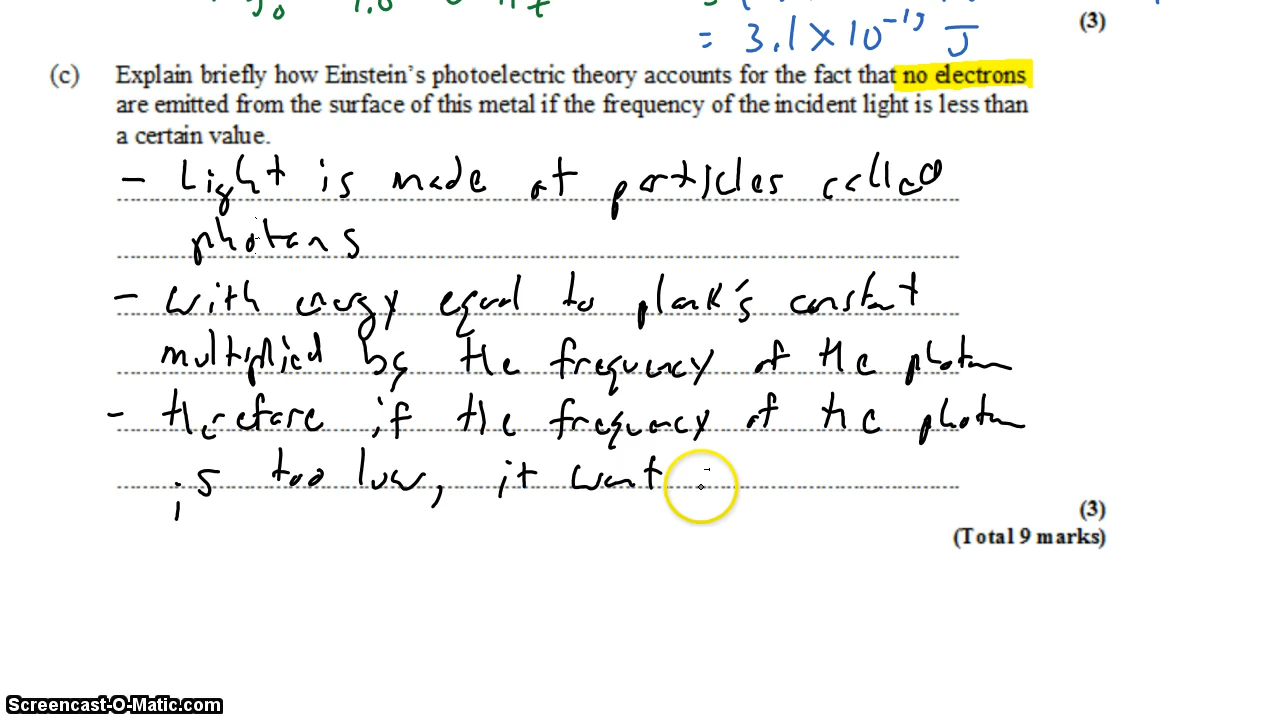 = 3.1 × 10⁻¹⁹ J
(3)
(c) Explain briefly how Einstein's photoelectric theory accounts for the fact that no electrons
are emitted from the surface of this metal if the frequency of the incident light is less than
a certain value.
- Light is made of particles called
photons
- with energy equal to plank's constant
multiplied by the frequency of the photon
- therefore if the frequency of the photon
is too low, it wont
(3)
(Total 9 marks)
Screencast-O-Matic.com